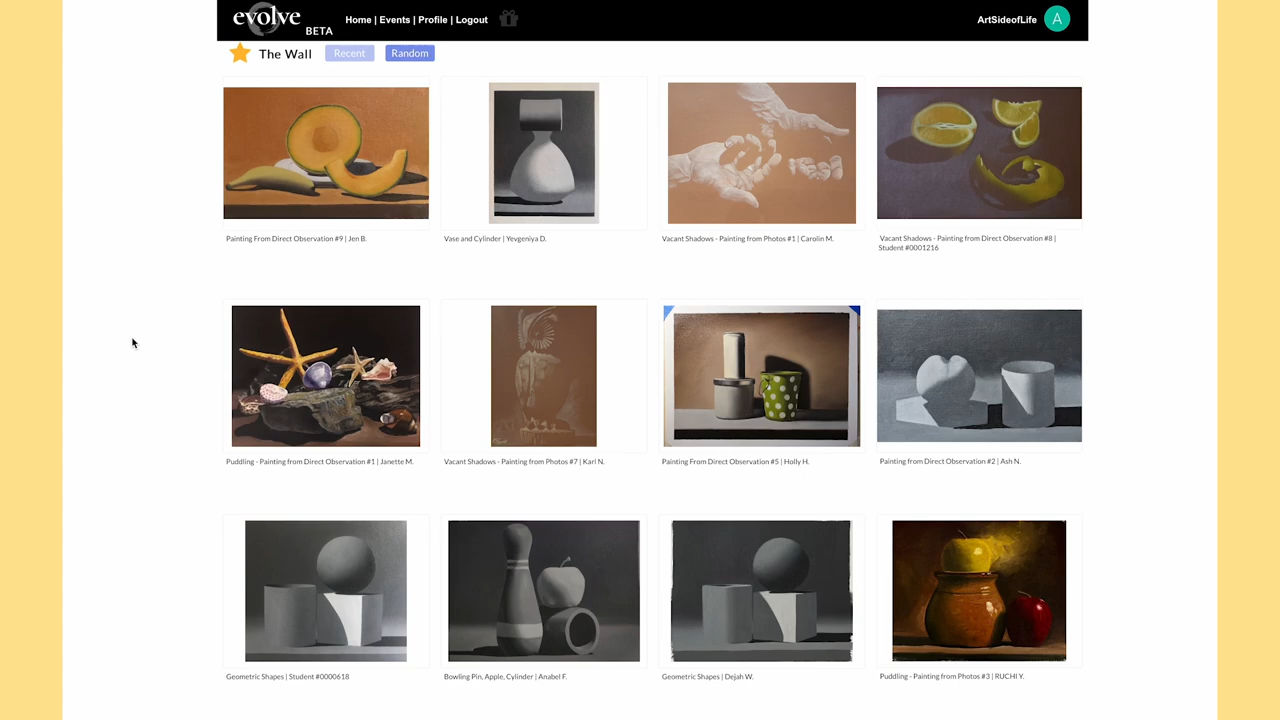 evolve
BETA
Home | Events | Profile | Logout
ArtSideofLife
A
The Wall
Recent
Random
Painting From Direct Observation #9 | Jen B.
Vase and Cylinder | Yevgeniya D.
Vacant Shadows - Painting from Photos #1 | Carolin M.
Vacant Shadows - Painting from Direct Observation #8 |
Student #0001216
Puddling - Painting from Direct Observation #1 | Janette M.
Vacant Shadows - Painting from Photos #7 | Karl N.
Painting From Direct Observation #5 | Holly H.
Painting from Direct Observation #2 | Ash N.
Geometric Shapes | Student #0000618
Bowling Pin, Apple, Cylinder | Anabel F.
Geometric Shapes | Dejah W.
Puddling - Painting from Photos #3 | RUCHI Y.